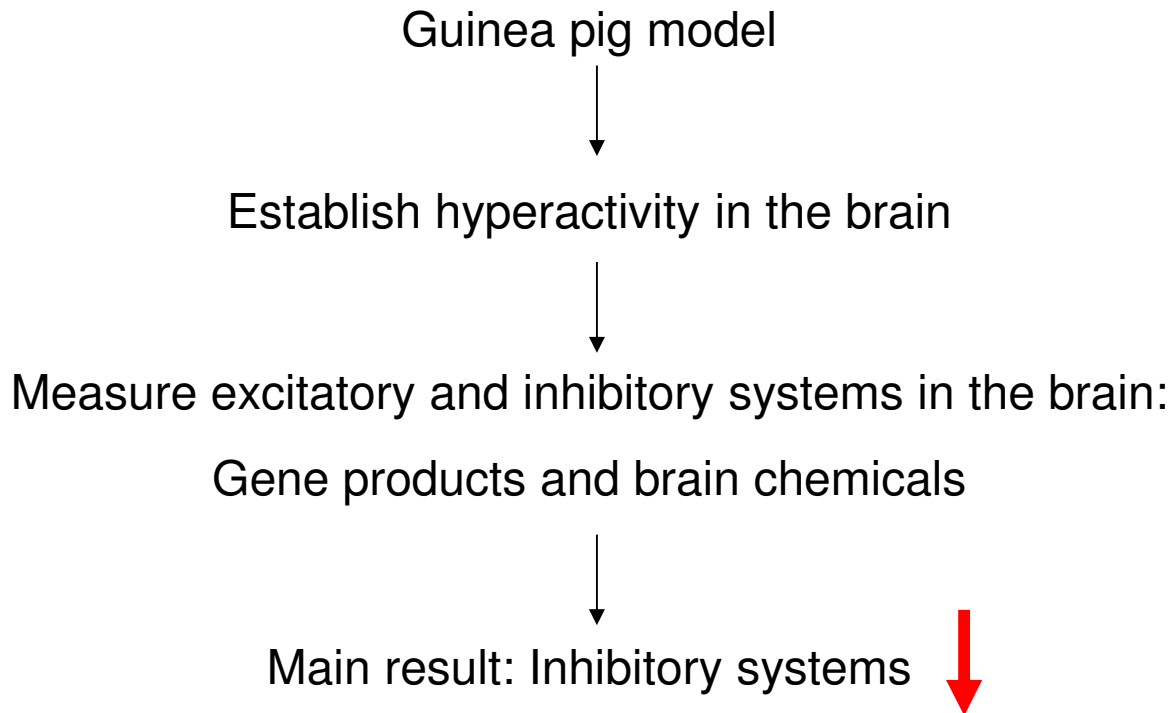 Guinea pig model
Establish hyperactivity in the brain
Measure excitatory and inhibitory systems in the brain:
Gene products and brain chemicals
Main result: Inhibitory systems